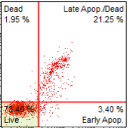 Dead
1.95 %
Late Apop./Dead
21.25 %
73.40 %
Live
3.40 %
Early Apop.